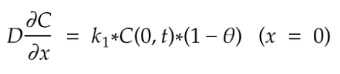 D∂C/∂x = k₁*C(0, t)*(1 − θ) (x = 0)